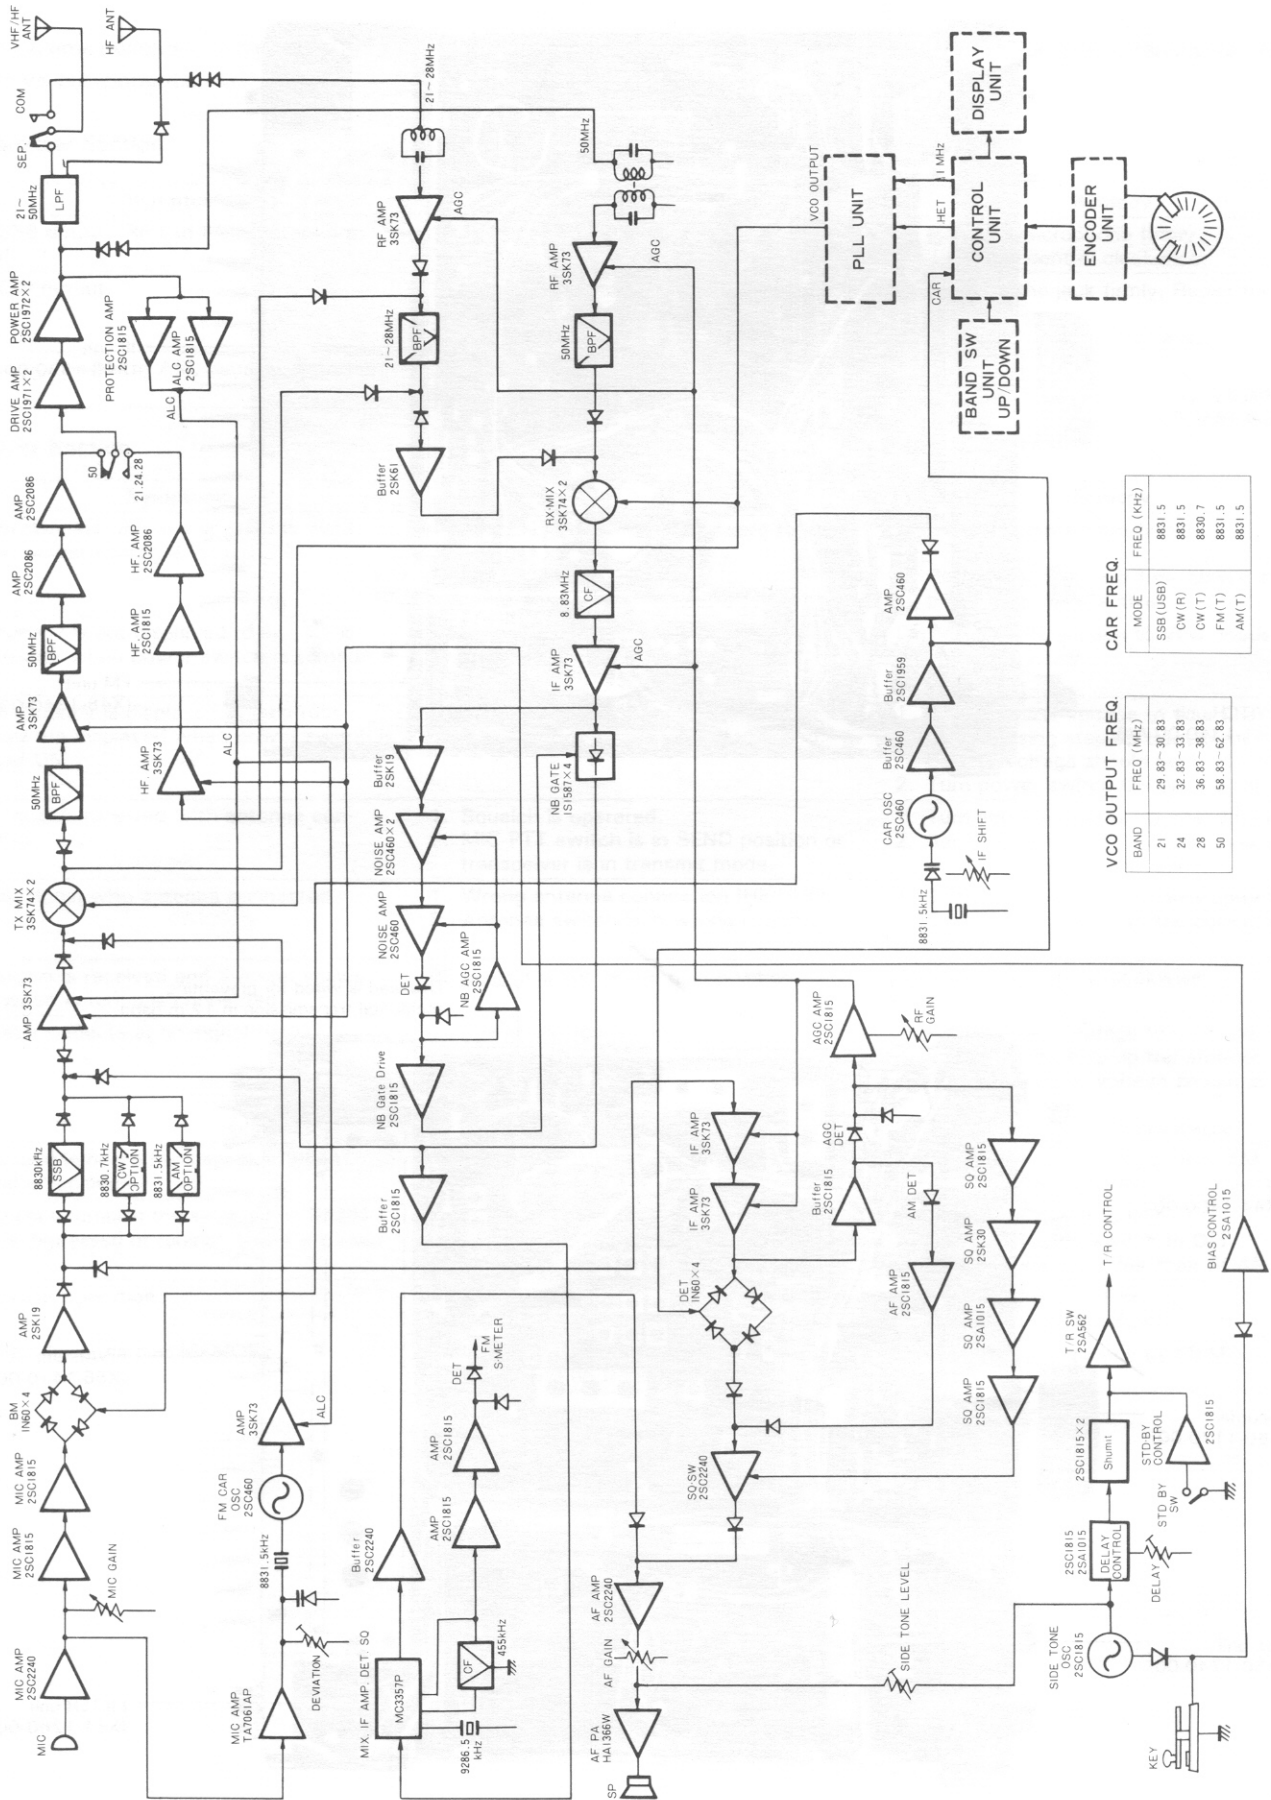 MIC
MIC AMP
2SC2240
MIC GAIN
MIC AMP
2SC1815
MIC AMP
2SC1815
BM
IN60×4
AMP
2SK19
8830kHz
SSB
8830.7kHz
CW
OPTION
8831.5kHz
AM
OPTION
AMP 3SK73
TX MIX
3SK74×2
50MHz
BPF
AMP
3SK73
50MHz
BPF
AMP
2SC2086
AMP
2SC2086
50
21.24.28
DRIVE AMP
2SC1971×2
POWER AMP
2SC1972×2
21~
50MHz
LPF
SEP.
COM
VHF/HF
ANT
HF ANT
PROTECTION AMP
2SC1815
ALC AMP
2SC1815
ALC
HF. AMP
3SK73
HF. AMP
2SC1815
HF. AMP
2SC2086
ALC
MIC AMP
TA7061AP
DEVIATION
8831.5kHz
FM CAR
OSC
2SC460
AMP
3SK73
ALC
MIX. IF AMP. DET. SQ
MC3357P
9286.5
kHz
CF
455kHz
Buffer
2SC2240
AMP
2SC1815
AMP
2SC1815
DET
FM
S·METER
Buffer
2SC1815
NB Gate Drive
2SC1815
DET
NB AGC AMP
2SC1815
NOISE AMP
2SC460
NOISE AMP
2SC460×2
Buffer
2SK19
NB GATE
IS1587×4
IF AMP
3SK73
AGC
8.83MHz
CF
RX·MIX
3SK74×2
Buffer
2SK61
21~28MHz
BPF
RF AMP
3SK73
AGC
21~28MHz
50MHz
BPF
RF AMP
3SK73
AGC
50MHz
SP
AF PA
HA1366W
AF GAIN
AF AMP
2SC2240
SQ·SW
2SC2240
DET
IN60×4
IF AMP
3SK73
IF AMP
3SK73
Buffer
2SC1815
AGC
DET
AGC AMP
2SC1815
RF
GAIN
AM DET
AF AMP
2SC1815
SQ AMP
2SC1815
SQ AMP
2SK30
SQ AMP
2SA1015
SQ AMP
2SC1815
SIDE TONE LEVEL
KEY
SIDE TONE
OSC
2SC1815
2SC1815
2SA1015
DELAY
CONTROL
DELAY
2SC1815×2
Shumit
STD·BY
SW
STD·BY
CONTROL
2SC1815
T/R SW
2SA562
T/R CONTROL
BIAS CONTROL
2SA1015
8831.5kHz
IF SHIFT
CAR OSC
2SC460
Buffer
2SC460
Buffer
2SC1959
AMP
2SC460
VCO OUTPUT
PLL UNIT
HET
CAR
CONTROL
UNIT
DISPLAY
UNIT
BAND SW
UNIT
UP/DOWN
ENCODER
UNIT
VCO OUTPUT FREQ.
BAND FREQ (MHz)
21 29.83~30.83
24 32.83~33.83
28 36.83~38.83
50 58.83~62.83
CAR FREQ.
MODE FREQ (KHz)
SSB(USB) 8831.5
CW(R) 8831.5
CW(T) 8830.7
FM(T) 8831.5
AM(T) 8831.5